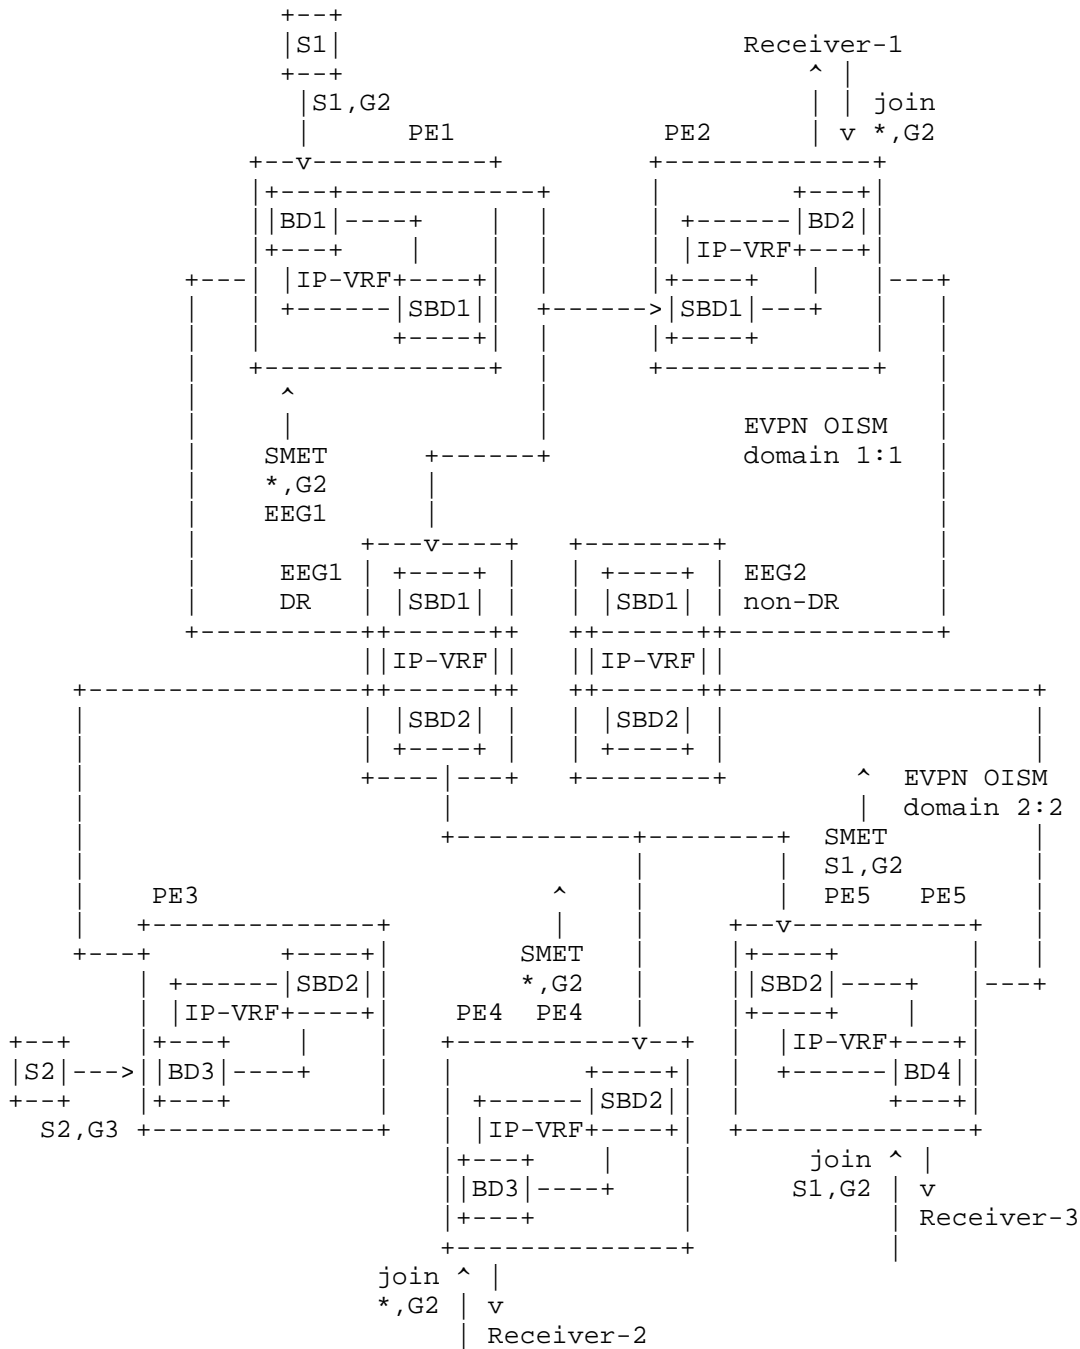 S1
Receiver-1
S1,G2
join
PE1
PE2
*,G2
BD1
BD2
IP-VRF
IP-VRF
SBD1
SBD1
EVPN OISM
SMET
domain 1:1
*,G2
EEG1
EEG1
EEG2
DR
SBD1
SBD1
non-DR
IP-VRF
IP-VRF
SBD2
SBD2
EVPN OISM
domain 2:2
SMET
S1,G2
PE3
PE5
PE5
SMET
SBD2
*,G2
SBD2
IP-VRF
PE4
PE4
S2
BD3
IP-VRF
SBD2
BD4
S2,G3
IP-VRF
join
BD3
S1,G2
Receiver-3
join
*,G2
Receiver-2